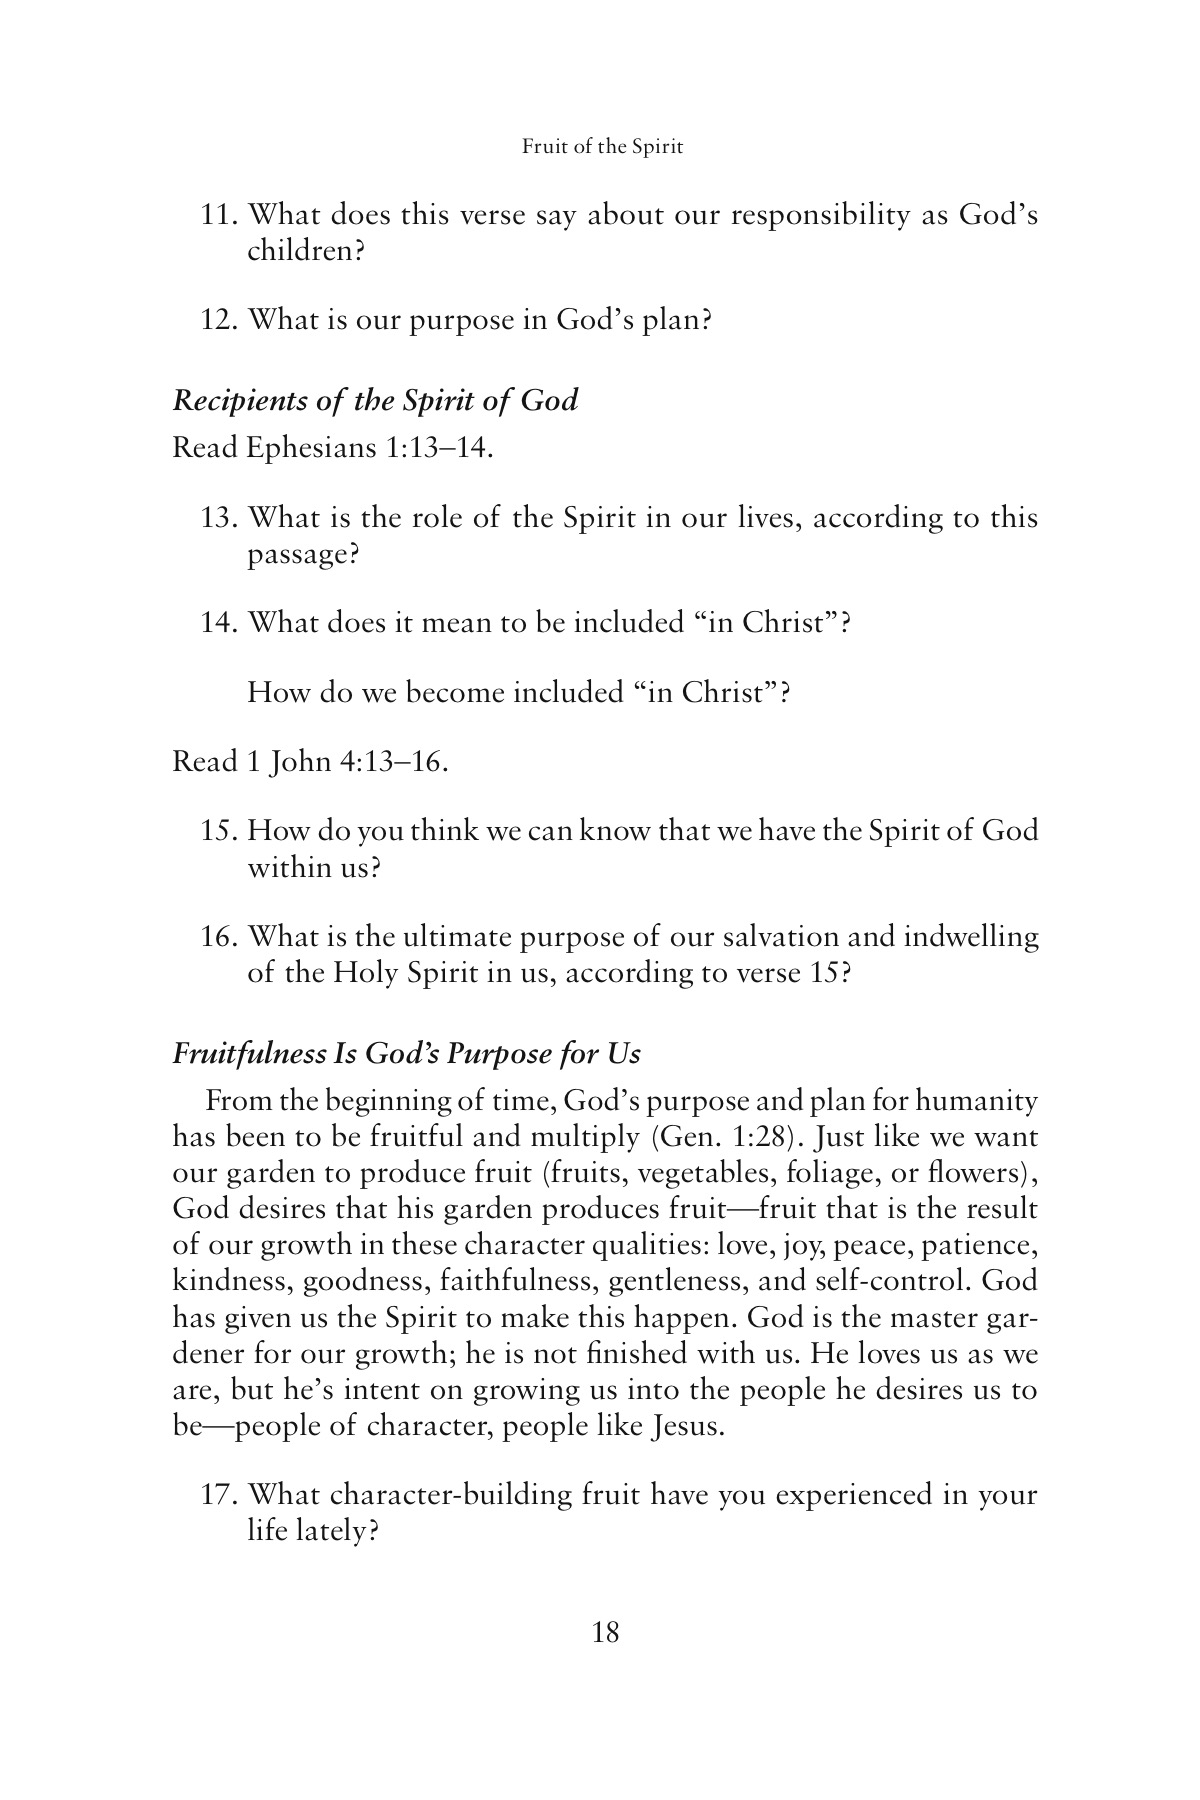 Fruit of the Spirit
11. What does this verse say about our responsibility as God’s
children?
12. What is our purpose in God’s plan?
Recipients of the Spirit of God
Read Ephesians 1:13–14.
13. What is the role of the Spirit in our lives, according to this
passage?
14. What does it mean to be included “in Christ”?
How do we become included “in Christ”?
Read 1 John 4:13–16.
15. How do you think we can know that we have the Spirit of God
within us?
16. What is the ultimate purpose of our salvation and indwelling
of the Holy Spirit in us, according to verse 15?
Fruitfulness Is God’s Purpose for Us
From the beginning of time, God’s purpose and plan for humanity
has been to be fruitful and multiply (Gen. 1:28). Just like we want
our garden to produce fruit (fruits, vegetables, foliage, or flowers),
God desires that his garden produces fruit—fruit that is the result
of our growth in these character qualities: love, joy, peace, patience,
kindness, goodness, faithfulness, gentleness, and self-control. God
has given us the Spirit to make this happen. God is the master gar-
dener for our growth; he is not finished with us. He loves us as we
are, but he’s intent on growing us into the people he desires us to
be—people of character, people like Jesus.
17. What character-building fruit have you experienced in your
life lately?
18